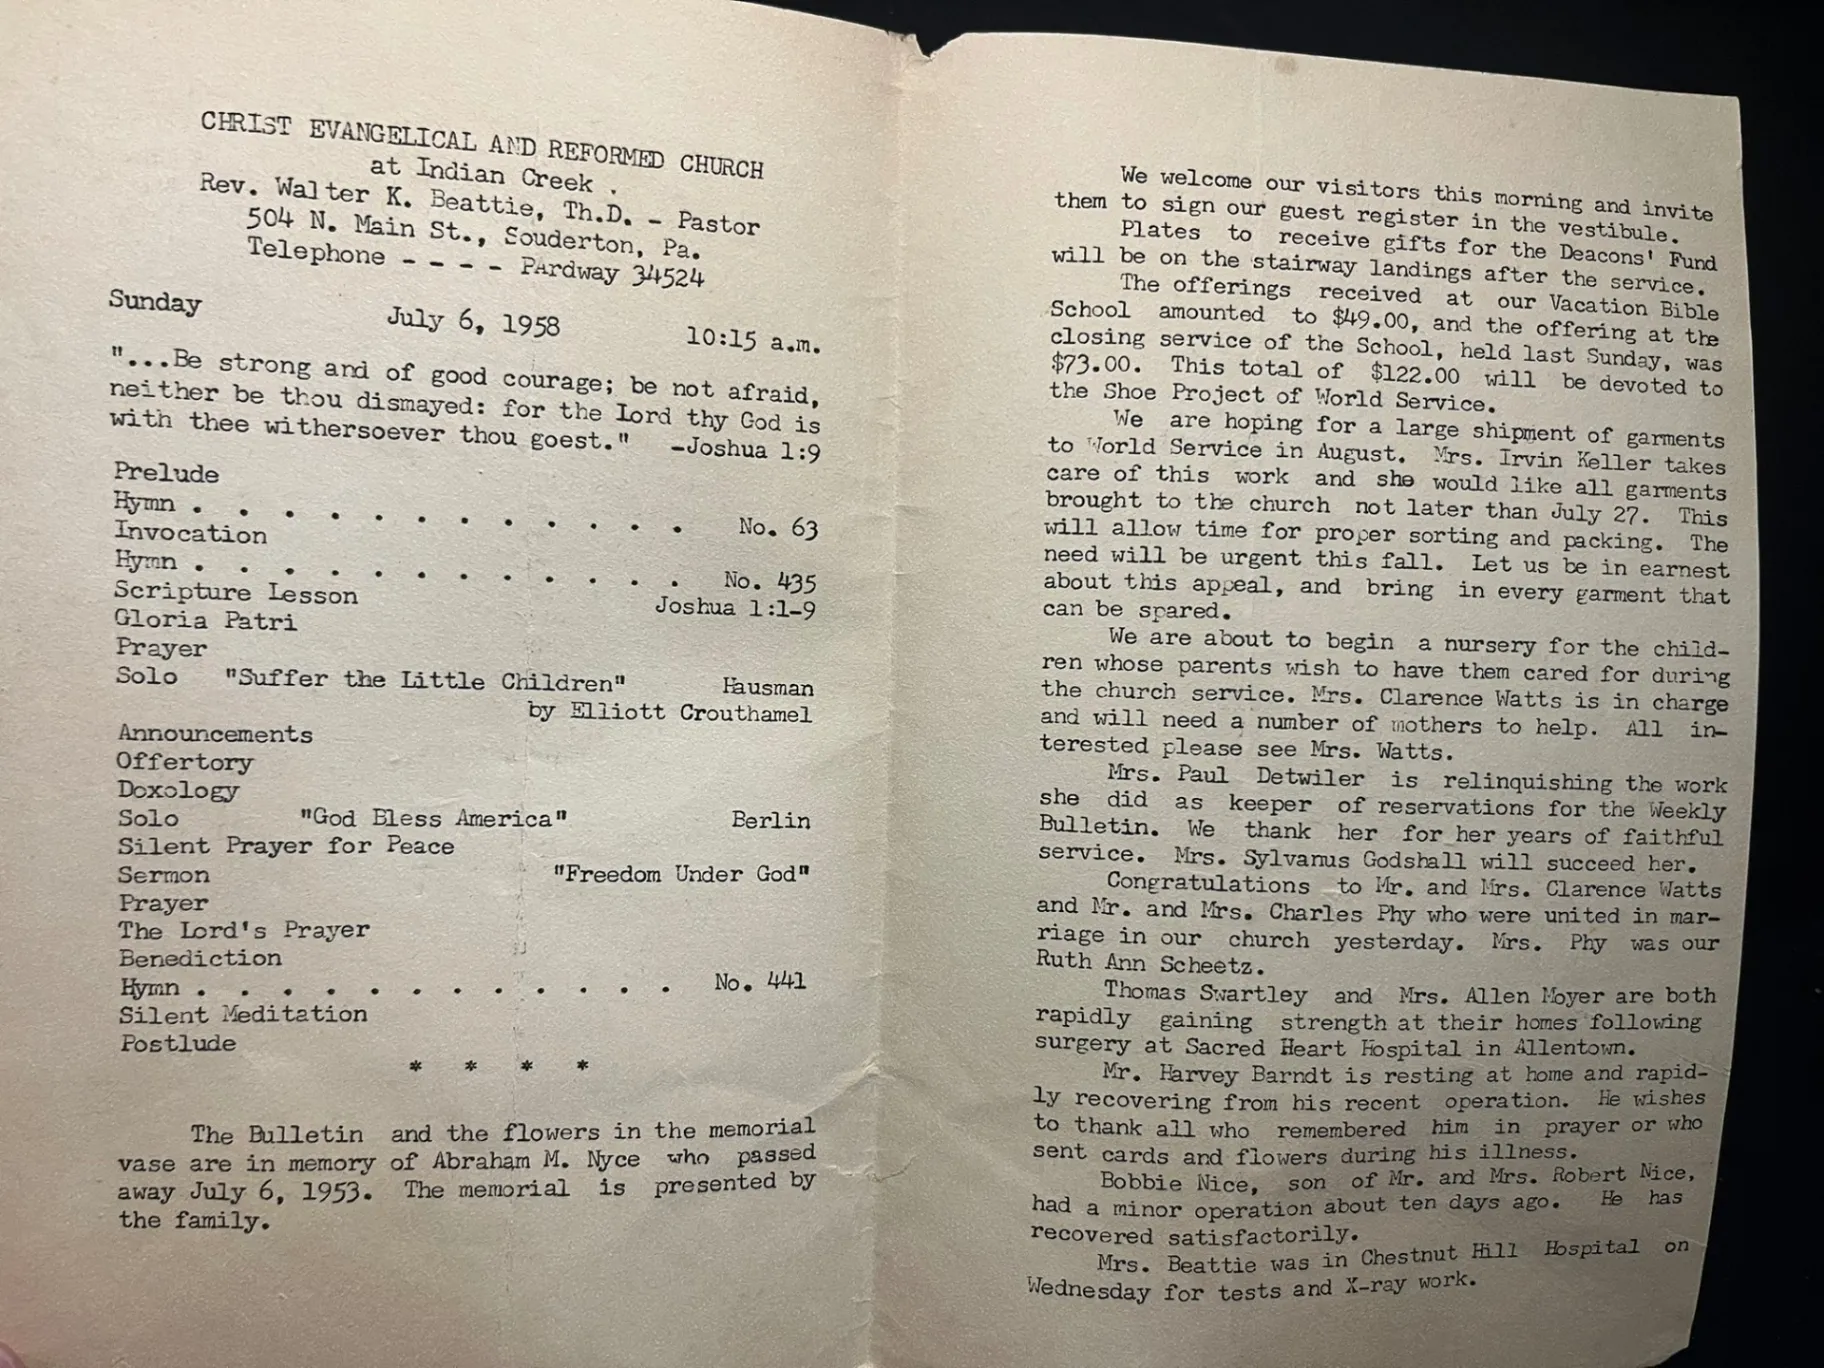 CHRIST EVANGELICAL AND REFORMED CHURCH
at Indian Creek .
Rev. Walter K. Beattie, Th.D. - Pastor
504 N. Main St., Souderton, Pa.
Telephone - - - - PArdway 34524
Sunday July 6, 1958 10:15 a.m.
"...Be strong and of good courage; be not afraid,
neither be thou dismayed: for the Lord thy God is
with thee withersoever thou goest." -Joshua 1:9
Prelude
Hymn . . . . . . . . . . . . No. 63
Invocation
Hymn . . . . . . . . . . . . No. 435
Scripture Lesson Joshua 1:1-9
Gloria Patri
Prayer
Solo "Suffer the Little Children" Hausman
by Elliott Crouthamel
Announcements
Offertory
Doxology
Solo "God Bless America" Berlin
Silent Prayer for Peace
Sermon "Freedom Under God"
Prayer
The Lord's Prayer
Benediction
Hymn . . . . . . . . . . . . No. 441
Silent Meditation
Postlude
* * * *
The Bulletin and the flowers in the memorial
vase are in memory of Abraham M. Nyce who passed
away July 6, 1953. The memorial is presented by
the family.
We welcome our visitors this morning and invite
them to sign our guest register in the vestibule.
Plates to receive gifts for the Deacons' Fund
will be on the stairway landings after the service.
The offerings received at our Vacation Bible
School amounted to $49.00, and the offering at the
closing service of the School, held last Sunday, was
$73.00. This total of $122.00 will be devoted to
the Shoe Project of World Service.
We are hoping for a large shipment of garments
to World Service in August. Mrs. Irvin Keller takes
care of this work and she would like all garments
brought to the church not later than July 27. This
will allow time for proper sorting and packing. The
need will be urgent this fall. Let us be in earnest
about this appeal, and bring in every garment that
can be spared.
We are about to begin a nursery for the child-
ren whose parents wish to have them cared for during
the church service. Mrs. Clarence Watts is in charge
and will need a number of mothers to help. All in-
terested please see Mrs. Watts.
Mrs. Paul Detwiler is relinquishing the work
she did as keeper of reservations for the Weekly
Bulletin. We thank her for her years of faithful
service. Mrs. Sylvanus Godshall will succeed her.
Congratulations to Mr. and Mrs. Clarence Watts
and Mr. and Mrs. Charles Phy who were united in mar-
riage in our church yesterday. Mrs. Phy was our
Ruth Ann Scheetz.
Thomas Swartley and Mrs. Allen Moyer are both
rapidly gaining strength at their homes following
surgery at Sacred Heart Hospital in Allentown.
Mr. Harvey Barndt is resting at home and rapid-
ly recovering from his recent operation. He wishes
to thank all who remembered him in prayer or who
sent cards and flowers during his illness.
Bobbie Nice, son of Mr. and Mrs. Robert Nice,
had a minor operation about ten days ago. He has
recovered satisfactorily.
Mrs. Beattie was in Chestnut Hill Hospital on
Wednesday for tests and X-ray work.